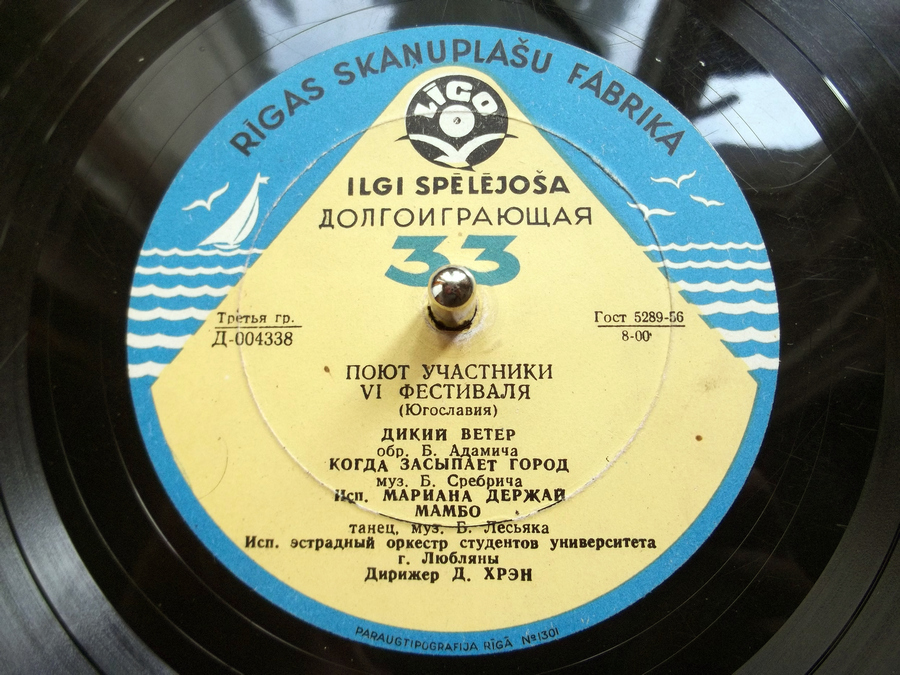 RĪGAS SKAŅUPLAŠU FABRIKA
LĪGO
ILGI SPĒLĒJOŠA
ДОЛГОИГРАЮЩАЯ
33
Третья гр.
Д-004338
Гост 5289-56
8-00
ПОЮТ УЧАСТНИКИ
VI ФЕСТИВАЛЯ
(Югославия)
ДИКИЙ ВЕТЕР
обр. Б. Адамича
КОГДА ЗАСЫПАЕТ ГОРОД
муз. Б. Сребрича
Исп. МАРИАНА ДЕРЖАЙ
МАМБО
танец, муз. Б. Лесьяка
Исп. эстрадный оркестр студентов университета
г. Любляны
Дирижер Д. ХРЭН
PARAUGTIPOGRAFIJA RĪGĀ №1301